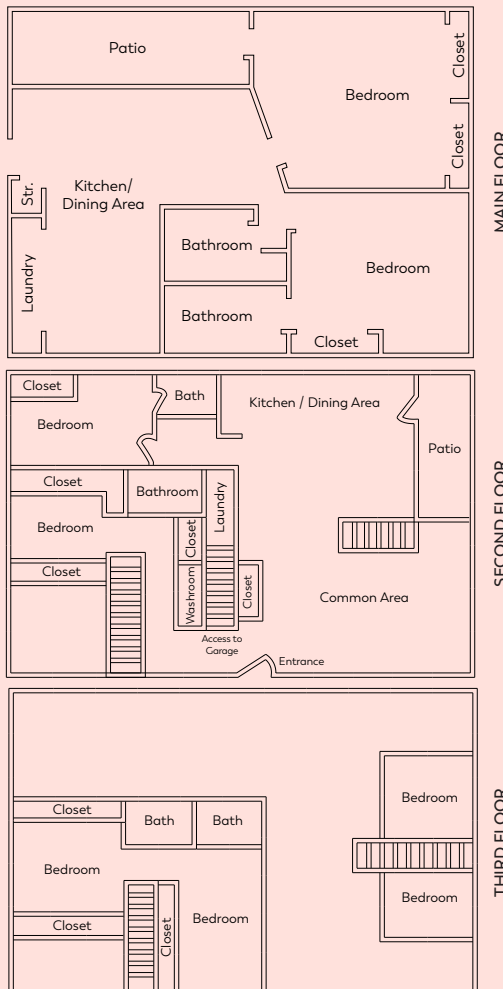 Patio
Closet
Bedroom
Closet
Str.
Kitchen/
Dining Area
Bathroom
Bedroom
Laundry
Bathroom
Closet
MAIN FLOOR
Closet
Bath
Kitchen / Dining Area
Bedroom
Patio
Closet
Bathroom
Laundry
Bedroom
Closet
Closet
Washroom
Closet
Common Area
Access to
Garage
Entrance
SECOND FLOOR
Closet
Bath
Bath
Bedroom
Bedroom
Closet
Closet
Bedroom
Bedroom
THIRD FLOOR